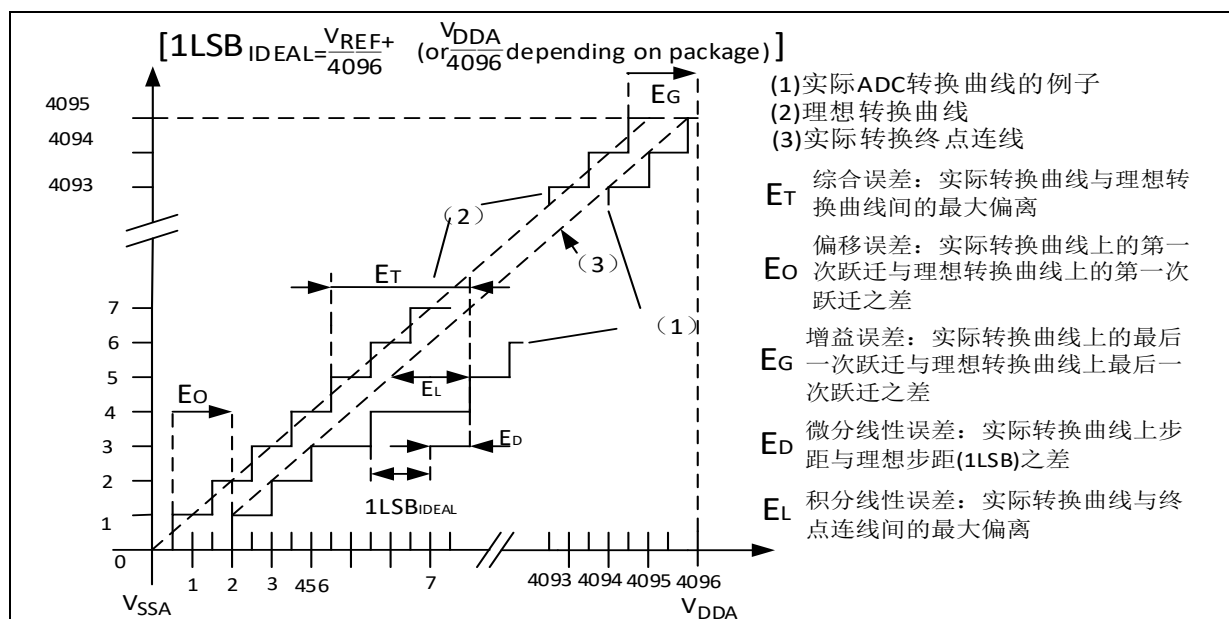 [1LSB IDEAL= VREF+/4096 (or VDDA/4096 depending on package)]
EG
4095
4094
4093
(2)
(3)
ET
7
6
(1)
5
EL
EO
4
3
ED
2
1LSBIDEAL
1
0
1 2 3 456 7 4093 4094 4095 4096
VSSA
VDDA
(1)实际ADC转换曲线的例子
(2)理想转换曲线
(3)实际转换终点连线
ET 综合误差：实际转换曲线与理想转
换曲线间的最大偏离
EO 偏移误差：实际转换曲线上的第一
次跃迁与理想转换曲线上的第一次
跃迁之差
EG 增益误差：实际转换曲线上的最后
一次跃迁与理想转换曲线上最后一
次跃迁之差
ED 微分线性误差：实际转换曲线上步
距与理想步距(1LSB)之差
EL 积分线性误差：实际转换曲线与终
点连线间的最大偏离